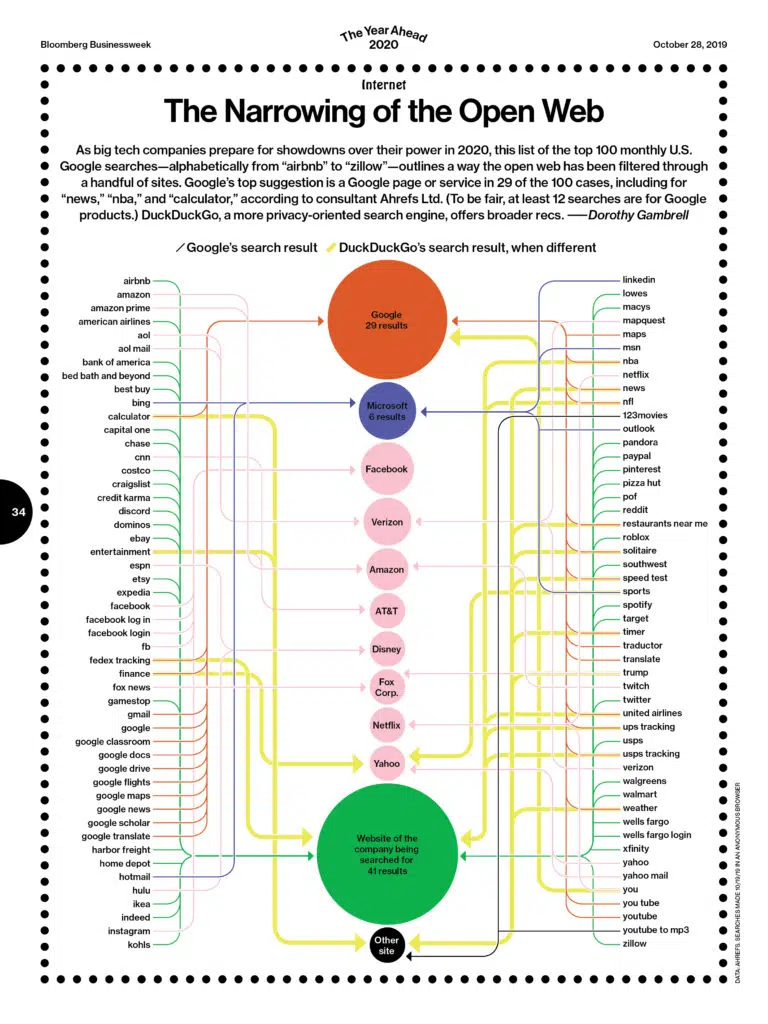 The Year Ahead
2020
Bloomberg Businessweek
October 28, 2019
Internet
The Narrowing of the Open Web
As big tech companies prepare for showdowns over their power in 2020, this list of the top 100 monthly U.S.
Google searches—alphabetically from “airbnb” to “zillow”—outlines a way the open web has been filtered through
a handful of sites. Google’s top suggestion is a Google page or service in 29 of the 100 cases, including for
“news,” “nba,” and “calculator,” according to consultant Ahrefs Ltd. (To be fair, at least 12 searches are for Google
products.) DuckDuckGo, a more privacy-oriented search engine, offers broader recs. —Dorothy Gambrell
Google’s search result
DuckDuckGo’s search result, when different
airbnb
amazon
amazon prime
american airlines
aol
aol mail
bank of america
bed bath and beyond
best buy
bing
calculator
capital one
chase
cnn
costco
craigslist
credit karma
discord
dominos
ebay
entertainment
espn
etsy
expedia
facebook
facebook log in
facebook login
fb
fedex tracking
finance
fox news
gamestop
gmail
google
google classroom
google docs
google drive
google flights
google maps
google news
google scholar
google translate
harbor freight
home depot
hotmail
hulu
ikea
indeed
instagram
kohls
Google
29 results
Microsoft
6 results
Facebook
Verizon
Amazon
AT&T
Disney
Fox
Corp.
Netflix
Yahoo
Website of the
company being
searched for
41 results
Other
site
linkedin
lowes
macys
mapquest
maps
msn
nba
netflix
news
nfl
123movies
outlook
pandora
paypal
pinterest
pizza hut
pof
reddit
restaurants near me
roblox
solitaire
southwest
speed test
sports
spotify
target
timer
traductor
translate
trump
twitch
twitter
united airlines
ups tracking
usps
usps tracking
verizon
walgreens
walmart
weather
wells fargo
wells fargo login
xfinity
yahoo
yahoo mail
you
you tube
youtube
youtube to mp3
zillow
34
DATA: AHREFS. SEARCHES MADE 10/19/19 IN AN ANONYMOUS BROWSER